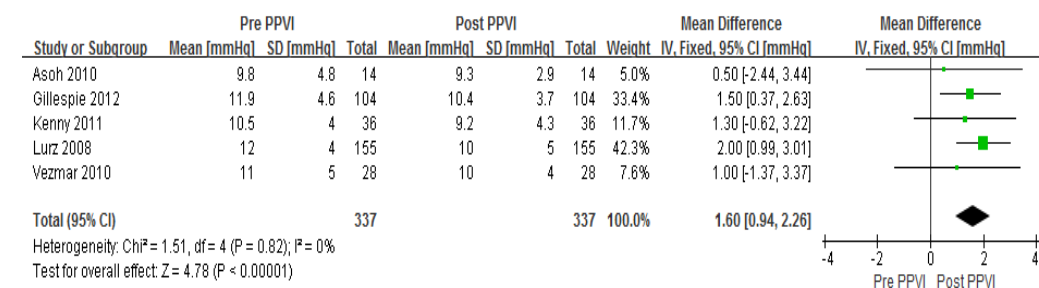 Pre PPVI Post PPVI Mean Difference Mean Difference
Study or Subgroup Mean [mmHg] SD [mmHg] Total Mean [mmHg] SD [mmHg] Total Weight IV, Fixed, 95% CI [mmHg] IV, Fixed, 95% CI [mmHg]
Asoh 2010 9.8 4.8 14 9.3 2.9 14 5.0% 0.50 [-2.44, 3.44]
Gillespie 2012 11.9 4.6 104 10.4 3.7 104 33.4% 1.50 [0.37, 2.63]
Kenny 2011 10.5 4 36 9.2 4.3 36 11.7% 1.30 [-0.62, 3.22]
Lurz 2008 12 4 155 10 5 155 42.3% 2.00 [0.99, 3.01]
Vezmar 2010 11 5 28 10 4 28 7.6% 1.00 [-1.37, 3.37]
Total (95% CI) 337 337 100.0% 1.60 [0.94, 2.26]
Heterogeneity: Chi² = 1.51, df = 4 (P = 0.82); I² = 0%
Test for overall effect: Z = 4.78 (P < 0.00001)
-4 -2 0 2 4
Pre PPVI Post PPVI